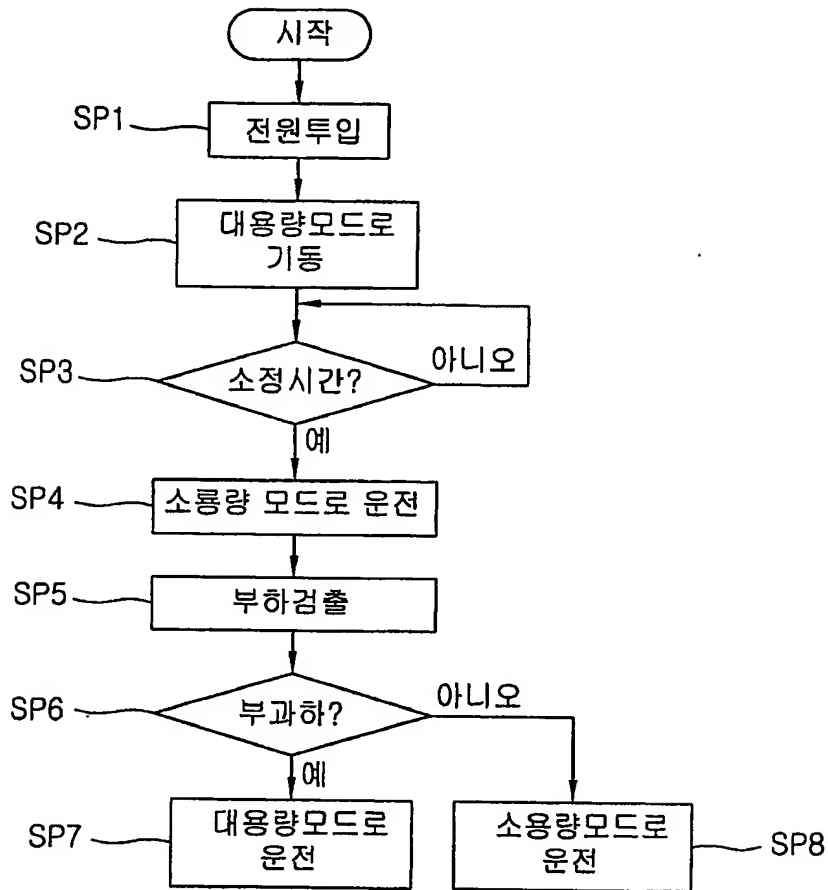 시작
SP1
전원투입
SP2
대용량모드로
기동
SP3
소정시간?
아니오
예
SP4
소룡량 모드로 운전
SP5
부하검출
SP6
부과하?
아니오
예
SP7
대용량모드로
운전
소용량모드로
운전
SP8